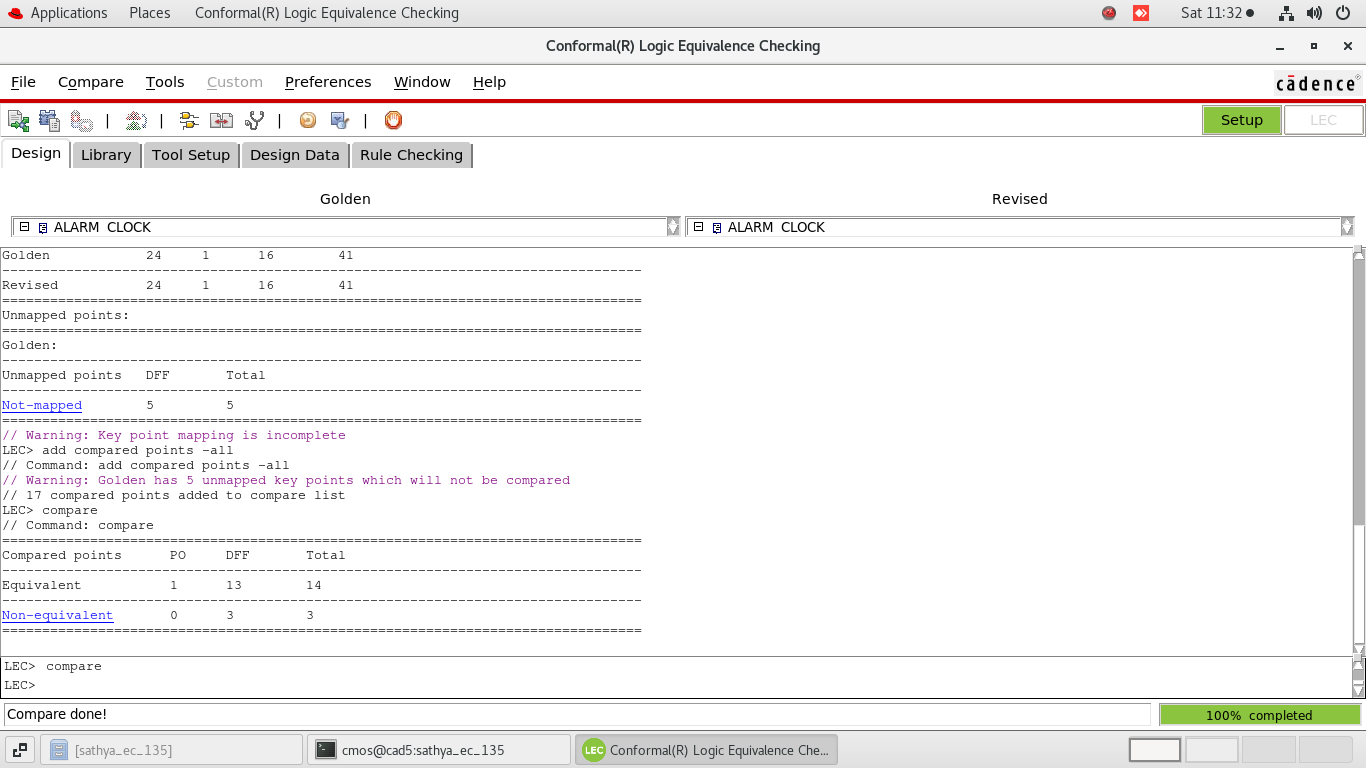 Applications Places Conformal(R) Logic Equivalence Checking Sat 11:32
Conformal(R) Logic Equivalence Checking
File Compare Tools Custom Preferences Window Help cādence
Setup LEC
Design Library Tool Setup Design Data Rule Checking
Golden Revised
ALARM_CLOCK ALARM_CLOCK
Golden 24 1 16 41
--------------------------------------------------------------------------------
Revised 24 1 16 41
================================================================================
Unmapped points:
================================================================================
Golden:
--------------------------------------------------------------------------------
Unmapped points DFF Total
--------------------------------------------------------------------------------
Not-mapped 5 5
================================================================================
// Warning: Key point mapping is incomplete
LEC> add compared points -all
// Command: add compared points -all
// Warning: Golden has 5 unmapped key points which will not be compared
// 17 compared points added to compare list
LEC> compare
// Command: compare
================================================================================
Compared points PO DFF Total
--------------------------------------------------------------------------------
Equivalent 1 13 14
--------------------------------------------------------------------------------
Non-equivalent 0 3 3
================================================================================
LEC> compare
LEC>
Compare done! 100% completed
[sathya_ec_135] cmos@cad5:sathya_ec_135 LEC Conformal(R) Logic Equivalence Che...